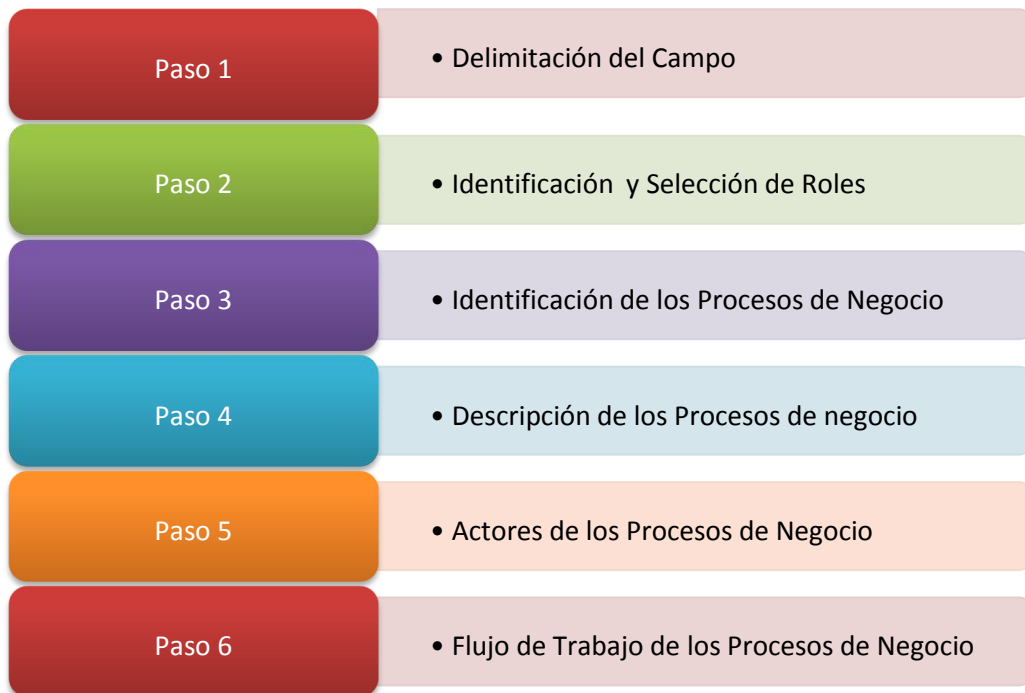 Paso 1
• Delimitación del Campo
Paso 2
• Identificación y Selección de Roles
Paso 3
• Identificación de los Procesos de Negocio
Paso 4
• Descripción de los Procesos de negocio
Paso 5
• Actores de los Procesos de Negocio
Paso 6
• Flujo de Trabajo de los Procesos de Negocio